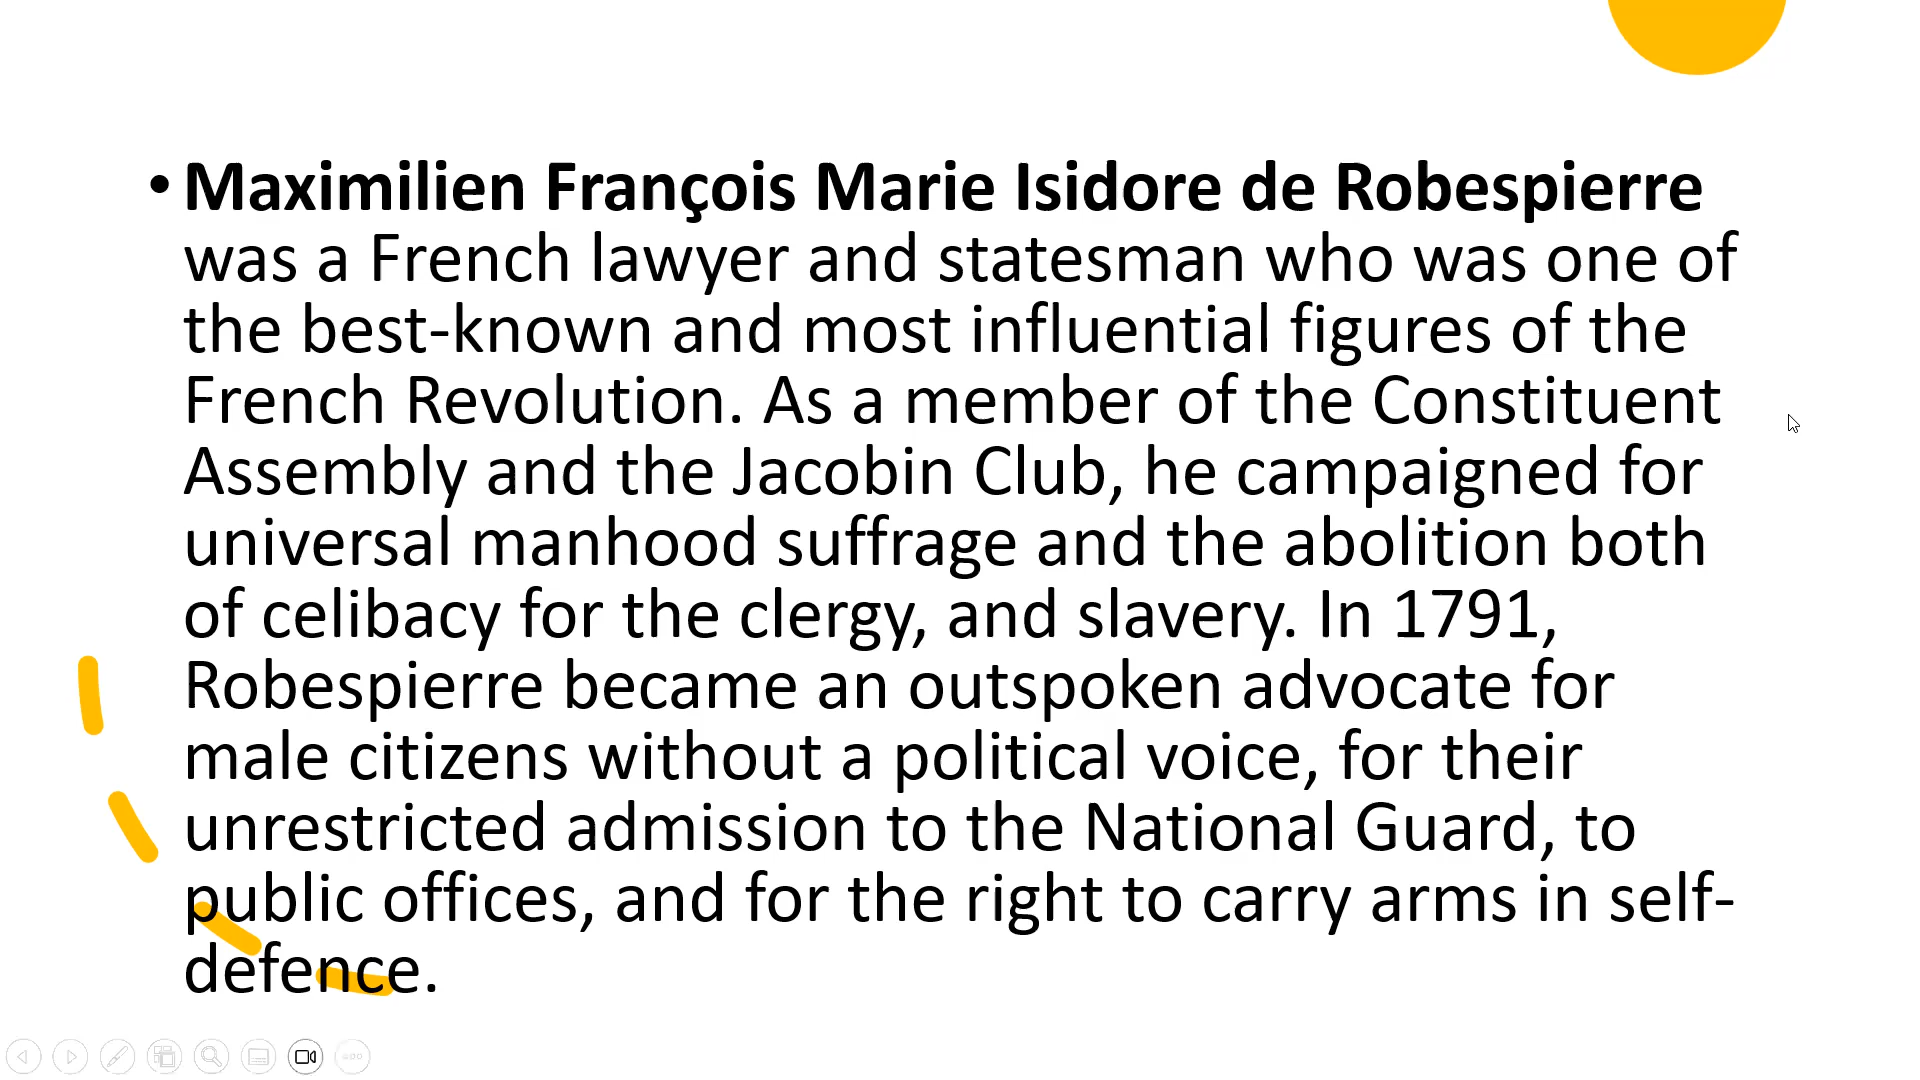 • Maximilien François Marie Isidore de Robespierre
was a French lawyer and statesman who was one of
the best-known and most influential figures of the
French Revolution. As a member of the Constituent
Assembly and the Jacobin Club, he campaigned for
universal manhood suffrage and the abolition both
of celibacy for the clergy, and slavery. In 1791,
Robespierre became an outspoken advocate for
male citizens without a political voice, for their
unrestricted admission to the National Guard, to
public offices, and for the right to carry arms in self-
defence.